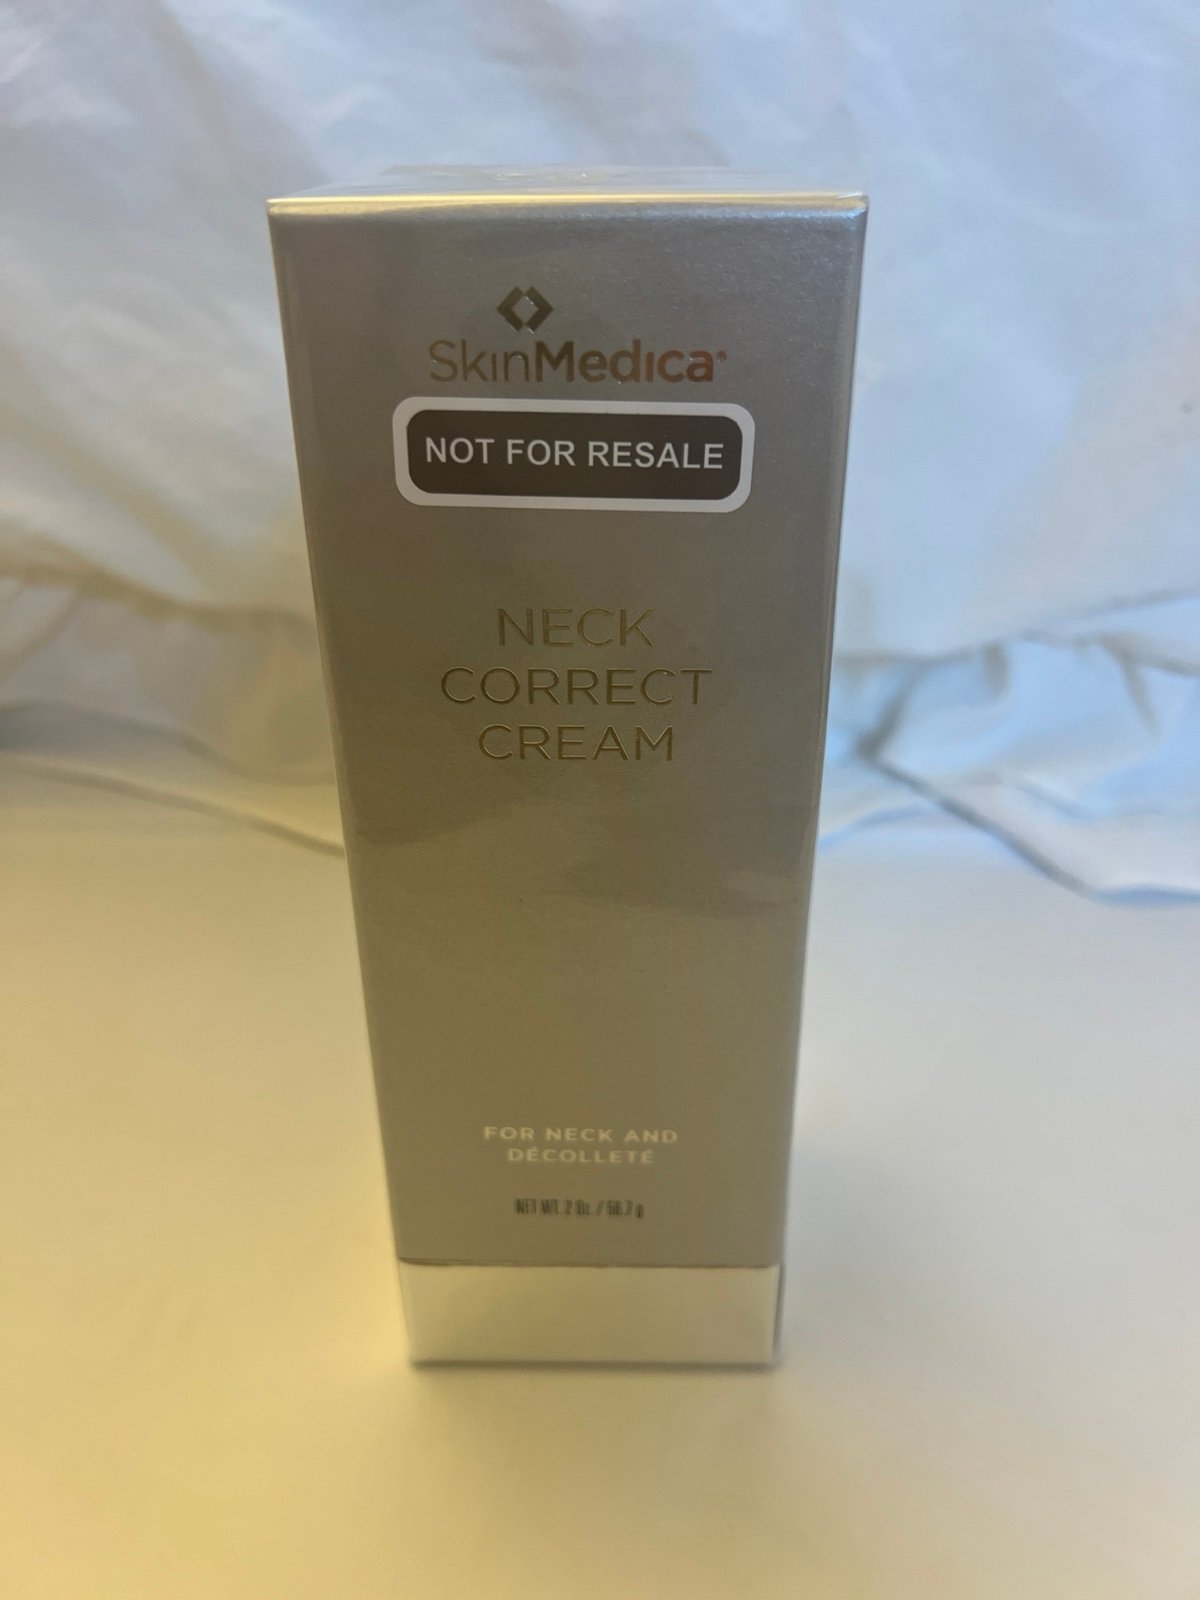 SkinMedica®
NOT FOR RESALE
NECK
CORRECT
CREAM
FOR NECK AND
DÉCOLLETÉ
NET WT. 2 Oz. / 56.7 g